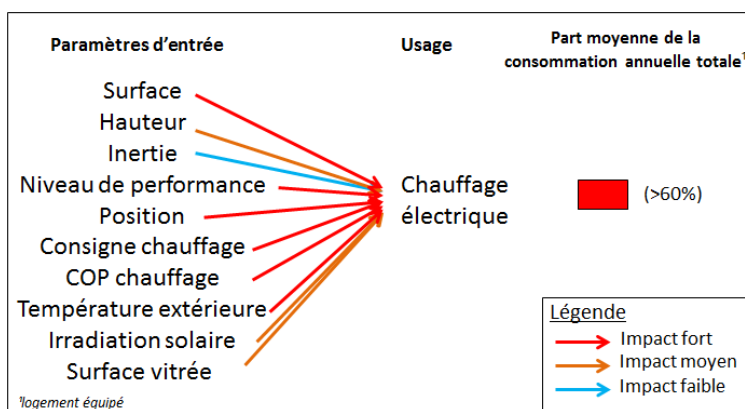 Paramètres d'entrée
Usage
Part moyenne de la
consommation annuelle totale¹
Surface
Hauteur
Inertie
Niveau de performance
Position
Consigne chauffage
COP chauffage
Température extérieure
Irradiation solaire
Surface vitrée
Chauffage
électrique
(>60%)
Légende
Impact fort
Impact moyen
Impact faible
¹logement équipé